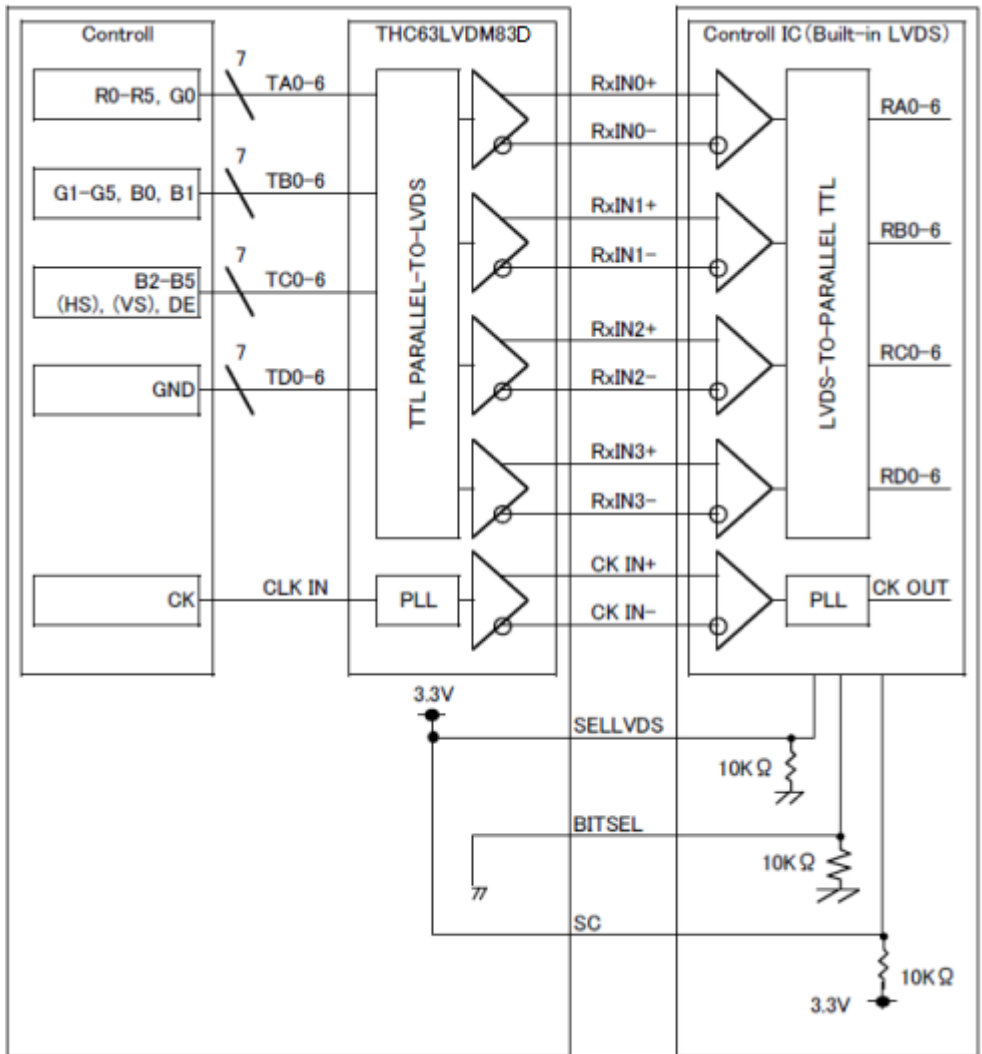 Controll
THC63LVDM83D
Controll IC(Built-in LVDS)
7
R0-R5, G0
TA0-6
RxIN0+
RA0-6
RxIN0-
7
G1-G5, B0, B1
TB0-6
RxIN1+
RB0-6
RxIN1-
7
B2-B5
(HS), (VS), DE
TC0-6
RxIN2+
RC0-6
RxIN2-
7
GND
TD0-6
RxIN3+
RD0-6
RxIN3-
TTL PARALLEL-TO-LVDS
LVDS-TO-PARALLEL TTL
CK
CLK IN
PLL
CK IN+
CK IN-
PLL
CK OUT
3.3V
SELLVDS
10KΩ
BITSEL
10KΩ
SC
10KΩ
3.3V